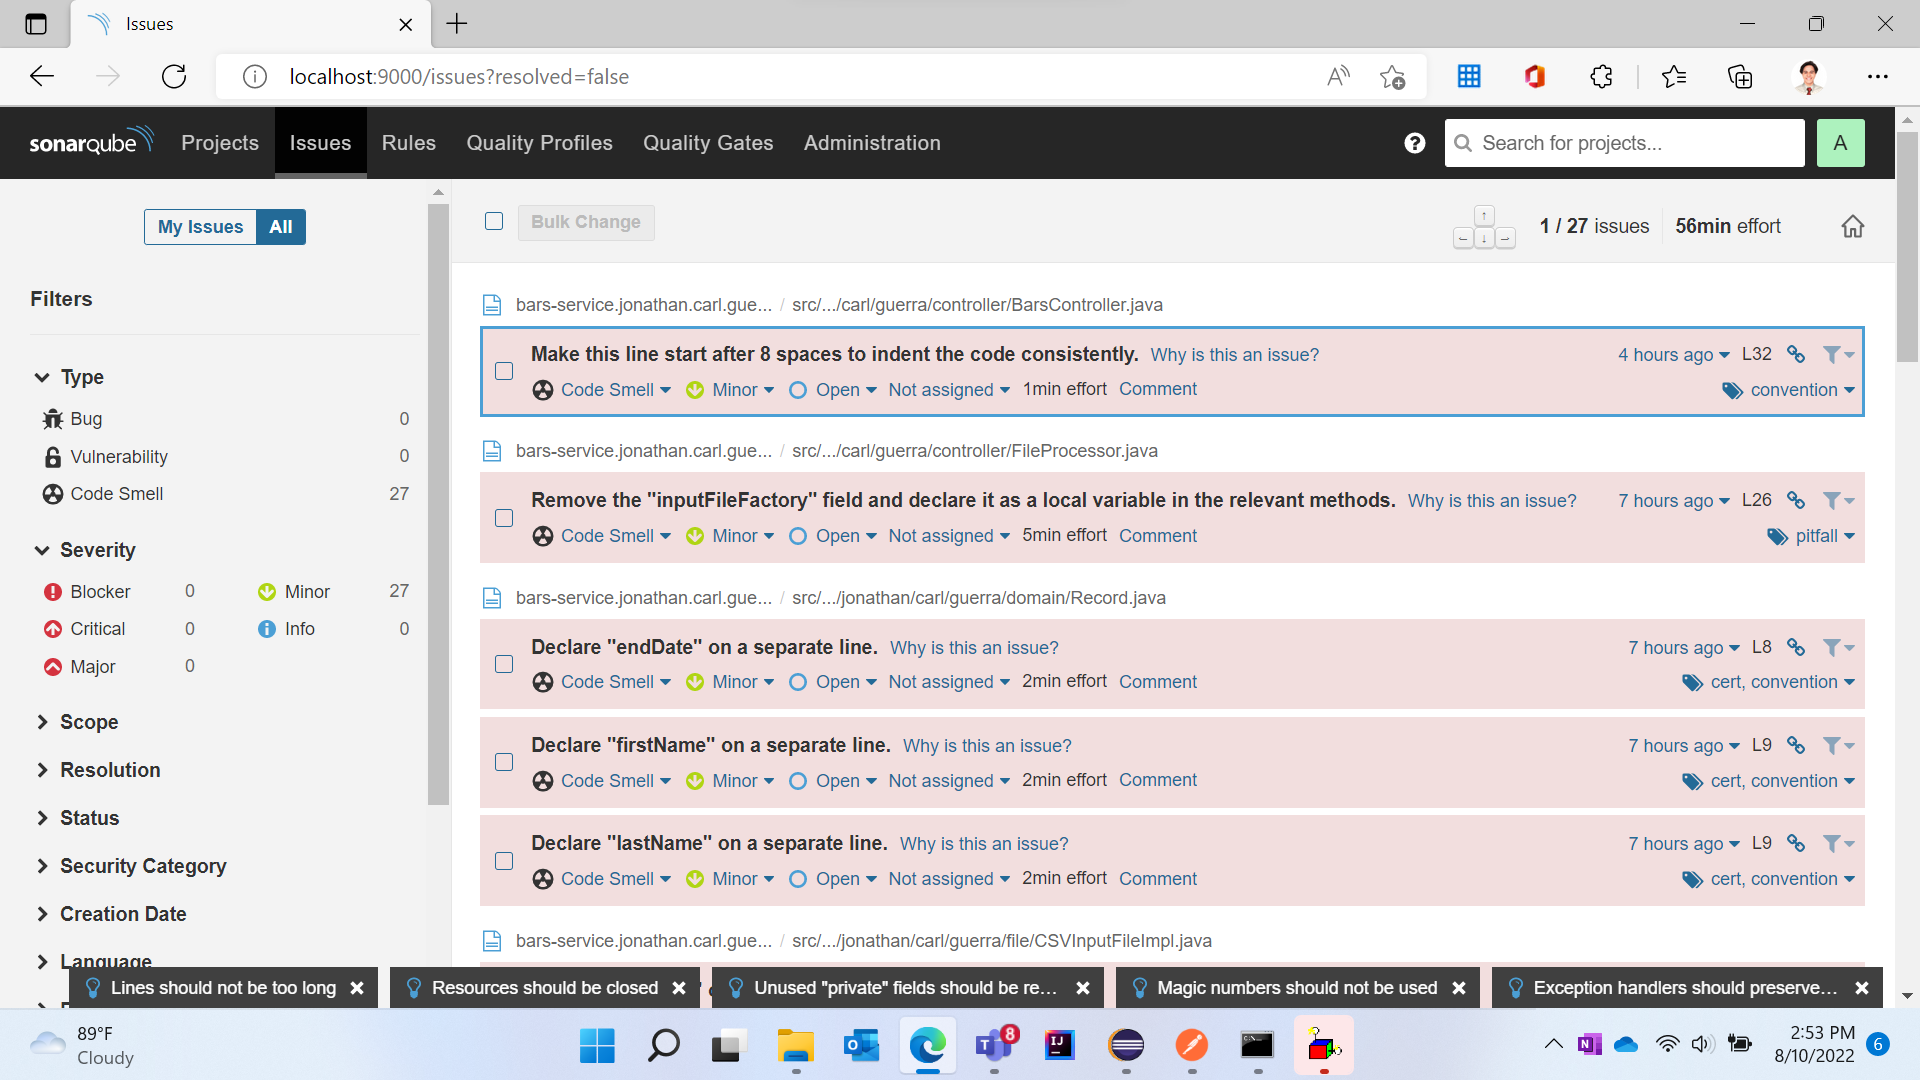 Issues
localhost:9000/issues?resolved=false
sonarqube Projects Issues Rules Quality Profiles Quality Gates Administration ? Search for projects... A
My Issues All
Bulk Change
1 / 27 issues 56min effort
Filters
Type
Bug 0
Vulnerability 0
Code Smell 27
Severity
Blocker 0 Minor 27
Critical 0 Info 0
Major 0
Scope
Resolution
Status
Security Category
Creation Date
Language
bars-service.jonathan.carl.gue... / src/.../carl/guerra/controller/BarsController.java
Make this line start after 8 spaces to indent the code consistently. Why is this an issue? 4 hours ago L32
Code Smell Minor Open Not assigned 1min effort Comment convention
bars-service.jonathan.carl.gue... / src/.../carl/guerra/controller/FileProcessor.java
Remove the "inputFileFactory" field and declare it as a local variable in the relevant methods. Why is this an issue? 7 hours ago L26
Code Smell Minor Open Not assigned 5min effort Comment pitfall
bars-service.jonathan.carl.gue... / src/.../jonathan/carl/guerra/domain/Record.java
Declare "endDate" on a separate line. Why is this an issue? 7 hours ago L8
Code Smell Minor Open Not assigned 2min effort Comment cert, convention
Declare "firstName" on a separate line. Why is this an issue? 7 hours ago L9
Code Smell Minor Open Not assigned 2min effort Comment cert, convention
Declare "lastName" on a separate line. Why is this an issue? 7 hours ago L9
Code Smell Minor Open Not assigned 2min effort Comment cert, convention
bars-service.jonathan.carl.gue... / src/.../jonathan/carl/guerra/file/CSVInputFileImpl.java
Lines should not be too long Resources should be closed Unused "private" fields should be re... Magic numbers should not be used Exception handlers should preserve...
89°F
Cloudy
8
2:53 PM
8/10/2022
6